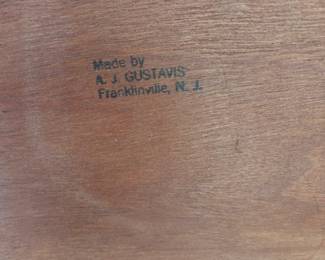 Made by
A. J. GUSTAVIS
Franklinville, N. J.